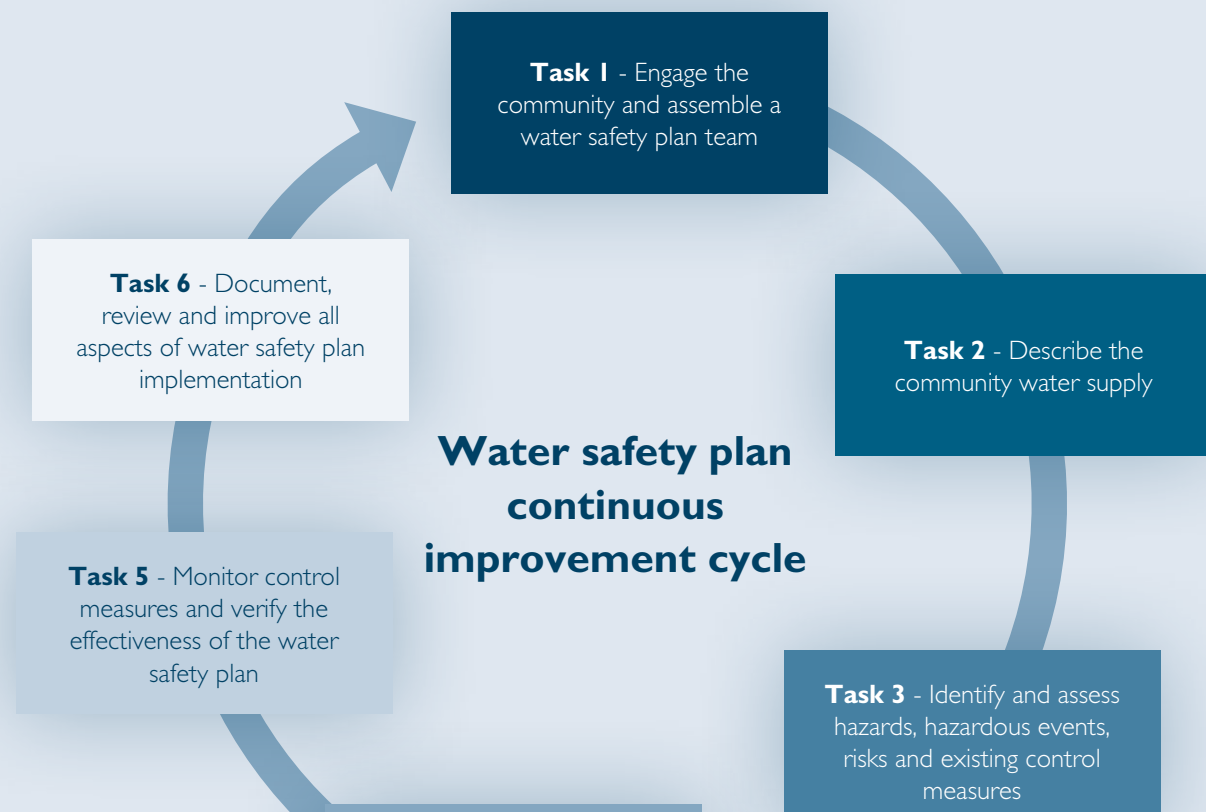 Task 1 - Engage the
community and assemble a
water safety plan team
Task 2 - Describe the
community water supply
Task 3 - Identify and assess
hazards, hazardous events,
risks and existing control
measures
Task 5 - Monitor control
measures and verify the
effectiveness of the water
safety plan
Task 6 - Document,
review and improve all
aspects of water safety plan
implementation
Water safety plan
continuous
improvement cycle